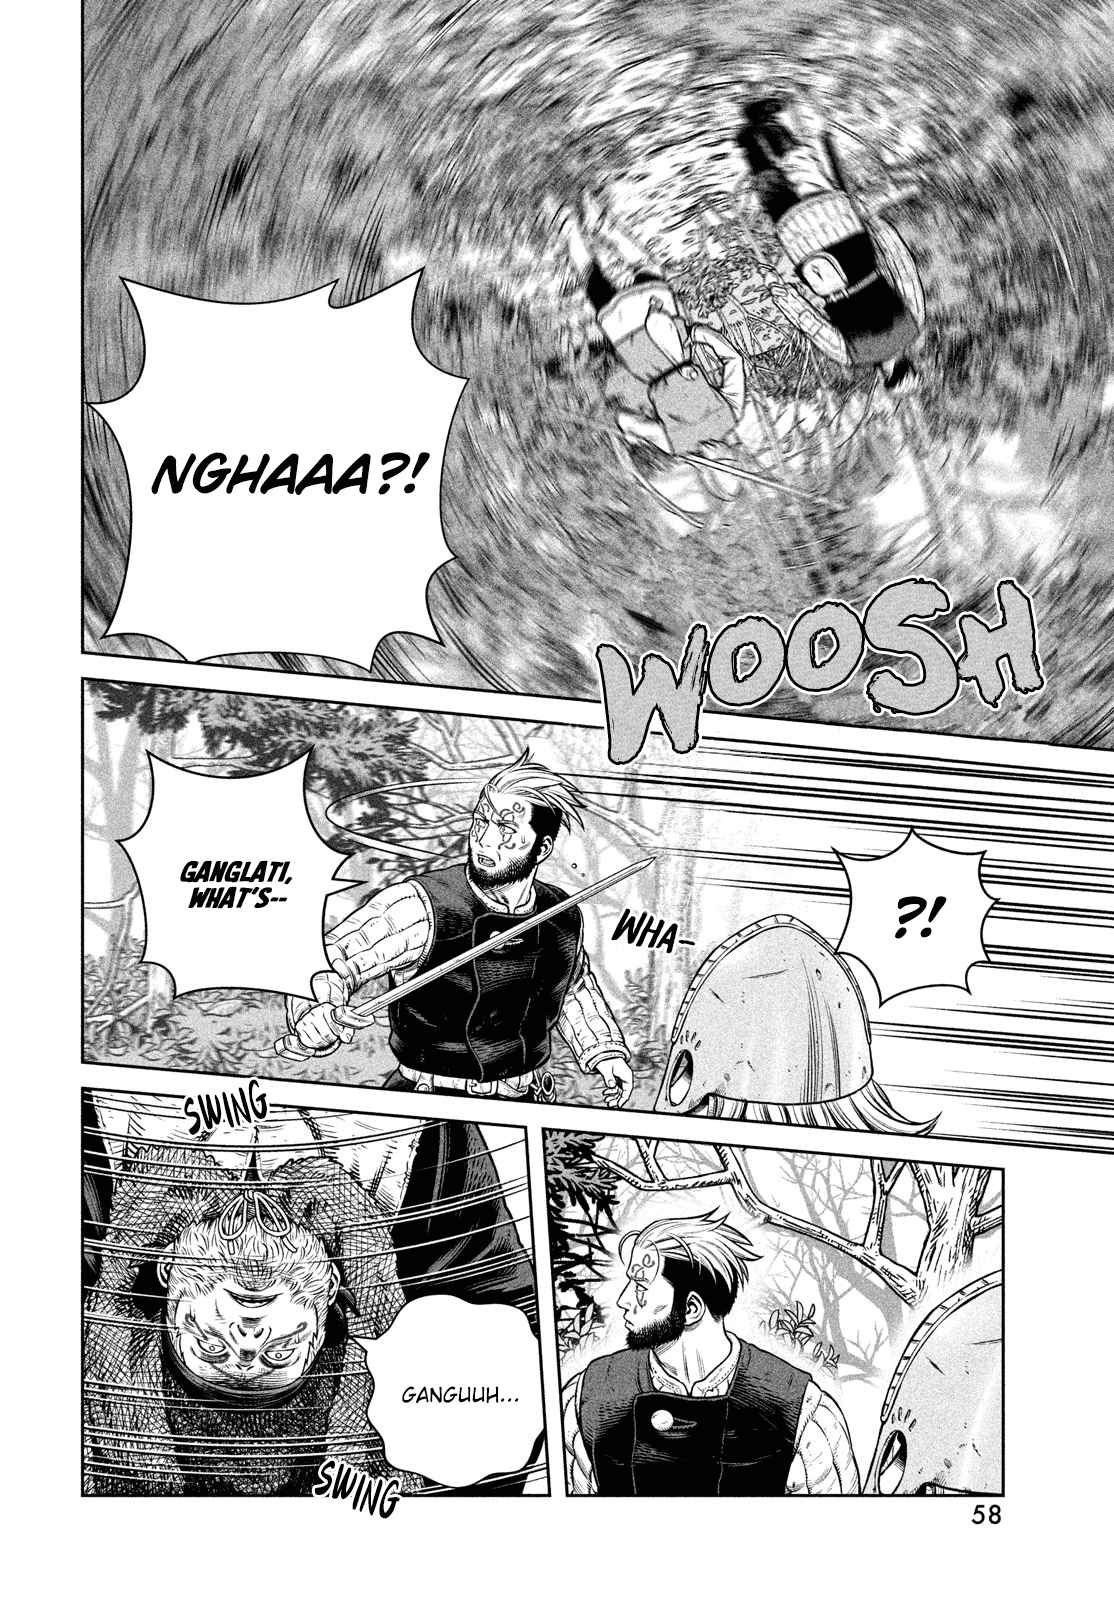 NGHAAA?!
WOOSH
?!
WHA-
GANGLATI,
WHAT'S--
SWING
GANGUUH...
SWING
58